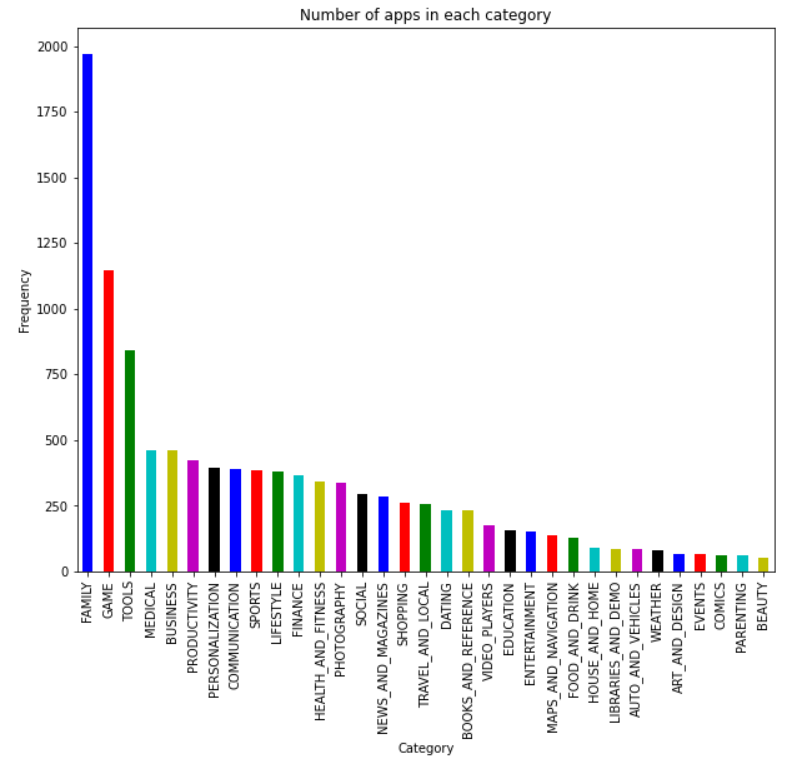 Number of apps in each category
2000
1750
1500
1250
1000
750
500
250
0
Frequency
FAMILY
GAME
TOOLS
MEDICAL
BUSINESS
PRODUCTIVITY
PERSONALIZATION
COMMUNICATION
SPORTS
LIFESTYLE
FINANCE
HEALTH_AND_FITNESS
PHOTOGRAPHY
SOCIAL
NEWS_AND_MAGAZINES
SHOPPING
TRAVEL_AND_LOCAL
DATING
BOOKS_AND_REFERENCE
VIDEO_PLAYERS
EDUCATION
ENTERTAINMENT
MAPS_AND_NAVIGATION
FOOD_AND_DRINK
HOUSE_AND_HOME
LIBRARIES_AND_DEMO
AUTO_AND_VEHICLES
WEATHER
ART_AND_DESIGN
EVENTS
COMICS
PARENTING
BEAUTY
Category